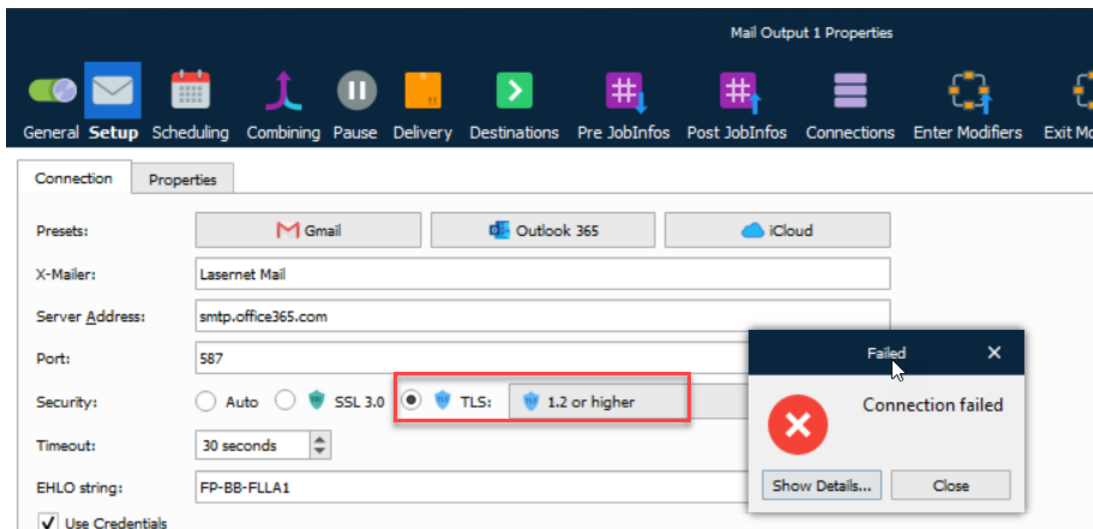 Mail Output 1 Properties
General Setup Scheduling Combining Pause Delivery Destinations Pre JobInfos Post JobInfos Connections Enter Modifiers Exit Mo
Connection Properties
Presets: Gmail Outlook 365 iCloud
X-Mailer: Lasernet Mail
Server Address: smtp.office365.com
Port: 587
Failed
Security: Auto SSL 3.0 TLS: 1.2 or higher
Connection failed
Timeout: 30 seconds
EHLO string: FP-BB-FLLA1
Show Details... Close
Use Credentials